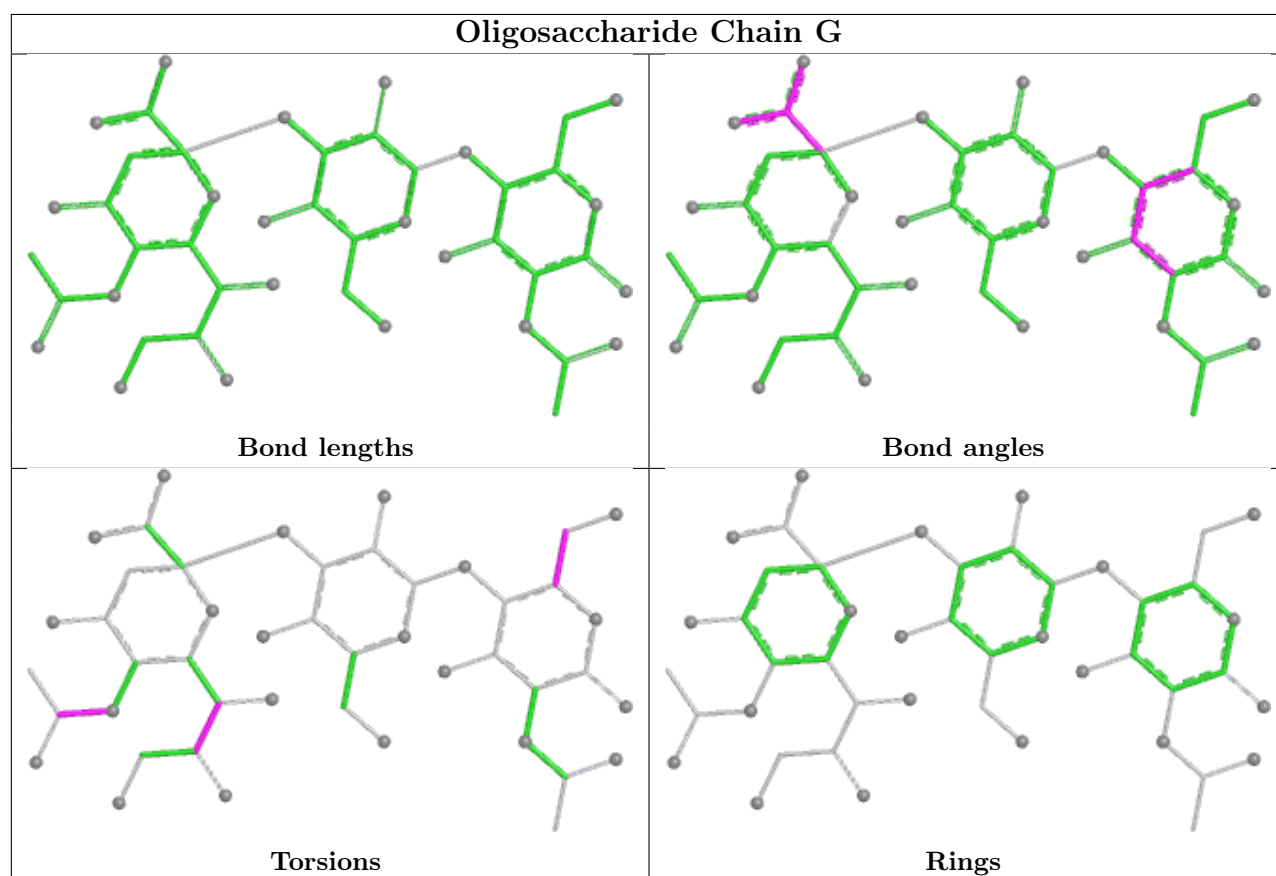 Oligosaccharide Chain G
Bond lengths
Bond angles
Torsions
Rings